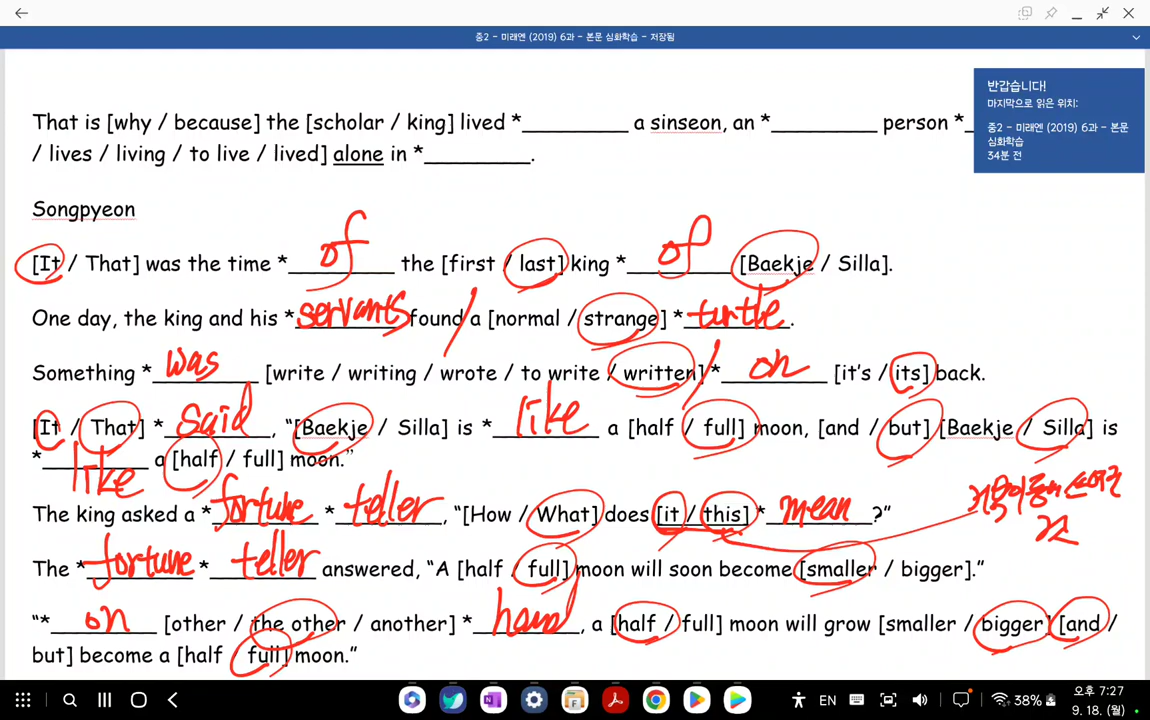 중2 - 미래엔 (2019) 6과 - 본문 심화학습 - 저장됨
반갑습니다!
마지막으로 읽은 위치:
중2 - 미래엔 (2019) 6과 - 본문
심화학습
34분 전
That is [why / because] the [scholar / king] lived *________ a sinseon, an *________ person *
/ lives / living / to live / lived] alone in *________.
Songpyeon
[It / That] was the time * of the [first / last] king * of [Baekje / Silla].
One day, the king and his * servants / found a [normal / strange] * turtle.
Something * was [write / writing / wrote / to write / written] / * on [it's / its] back.
[It / That] * said, "[Baekje / Silla] is * like a [half / full] moon, [and / but] [Baekje / Silla] is
* like a [half / full] moon."
The king asked a * fortune * teller, "[How / What] does [it / this] * mean ?"
The * fortune * teller answered, "A [half / full] moon will soon become [smaller / bigger]."
"* on [other / the other / another] * hand, a [half / full] moon will grow [smaller / bigger] [and /
but] become a [half / full] moon."
EN
38%
오후 7:27
9. 18. (월)